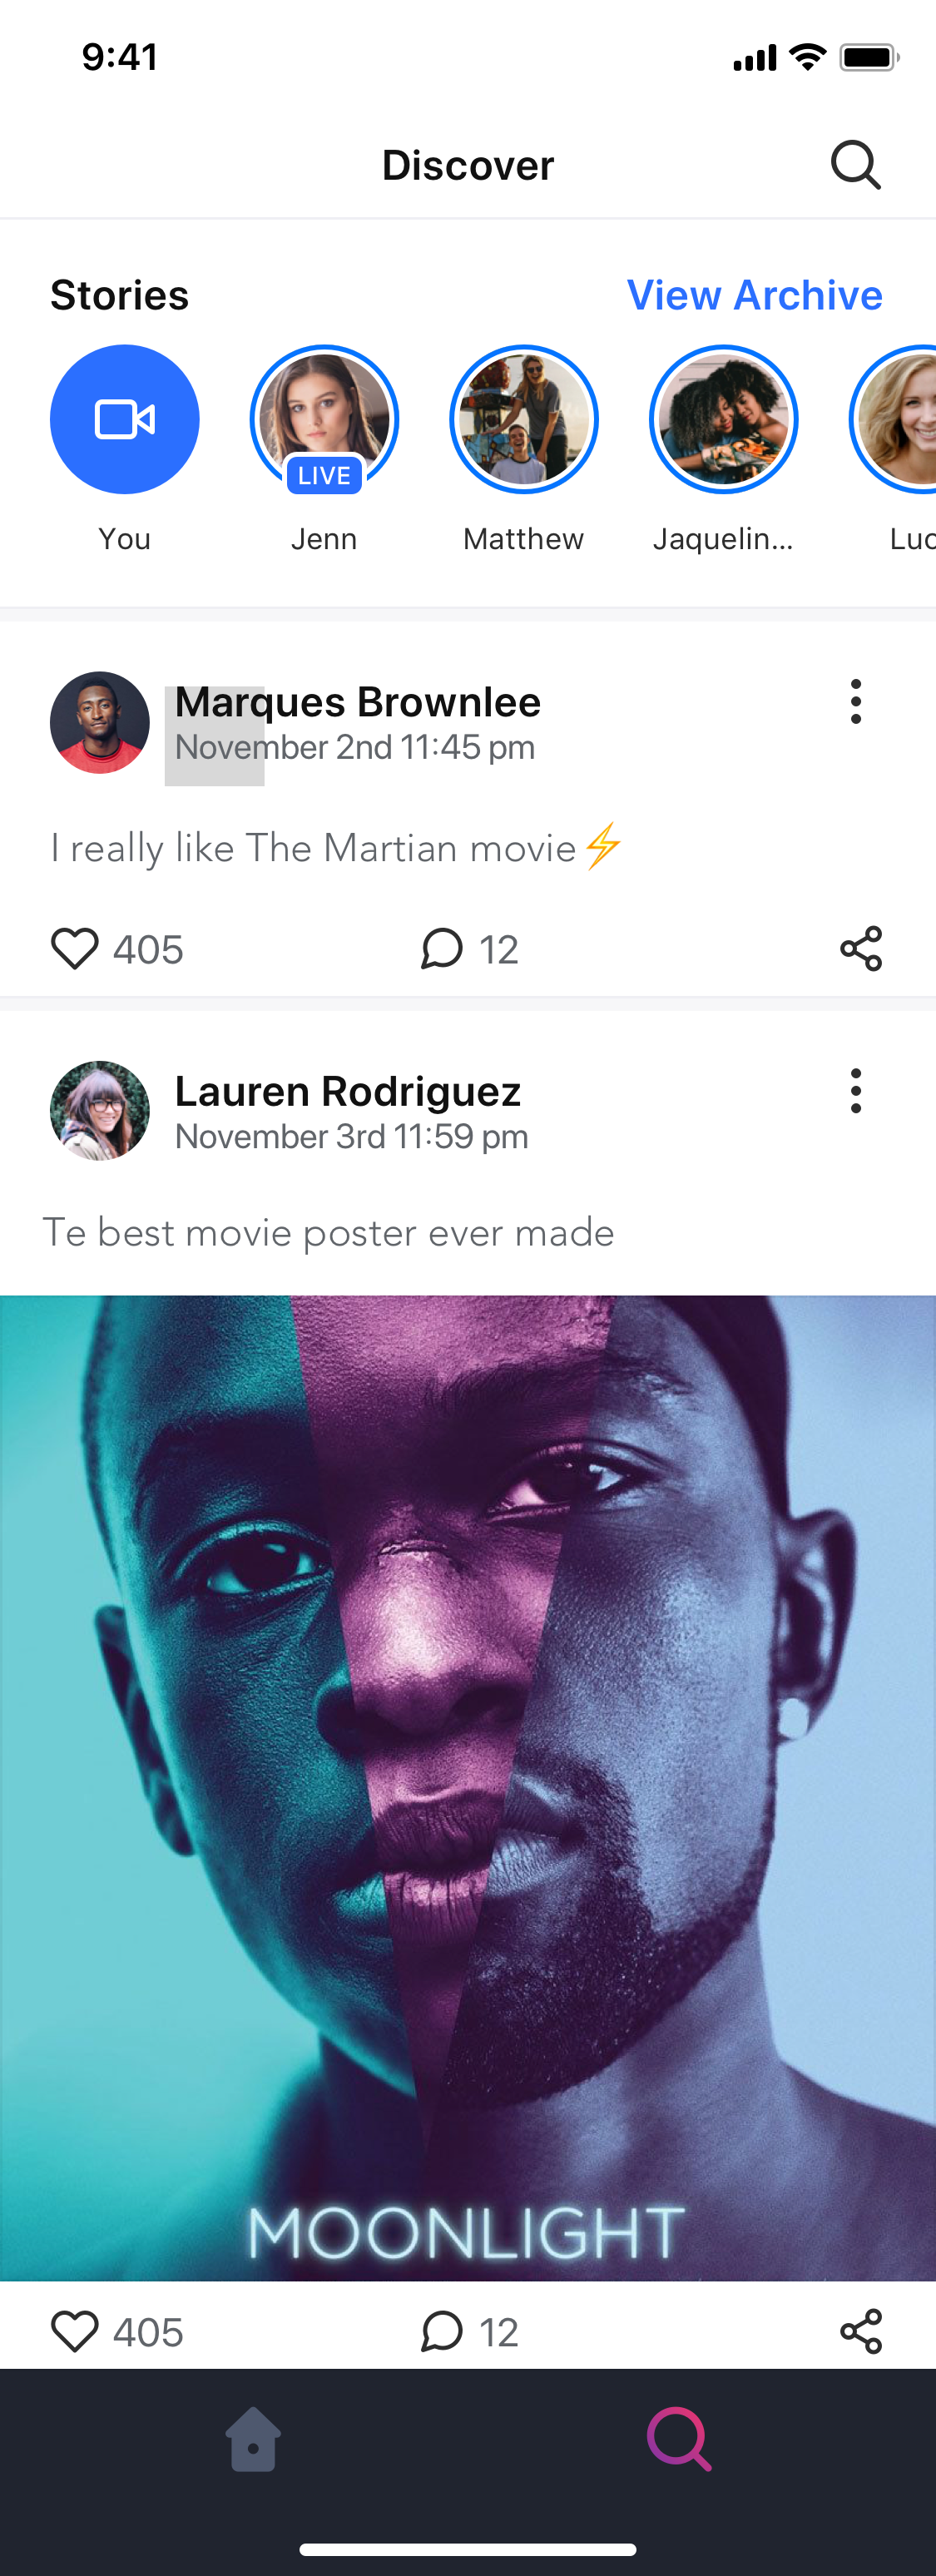 9:41
Discover
Stories
View Archive
LIVE
You
Jenn
Matthew
Jaquelin...
Luc
Marques Brownlee
November 2nd 11:45 pm
I really like The Martian movie⚡
405
12
Lauren Rodriguez
November 3rd 11:59 pm
Te best movie poster ever made
MOONLIGHT
405
12